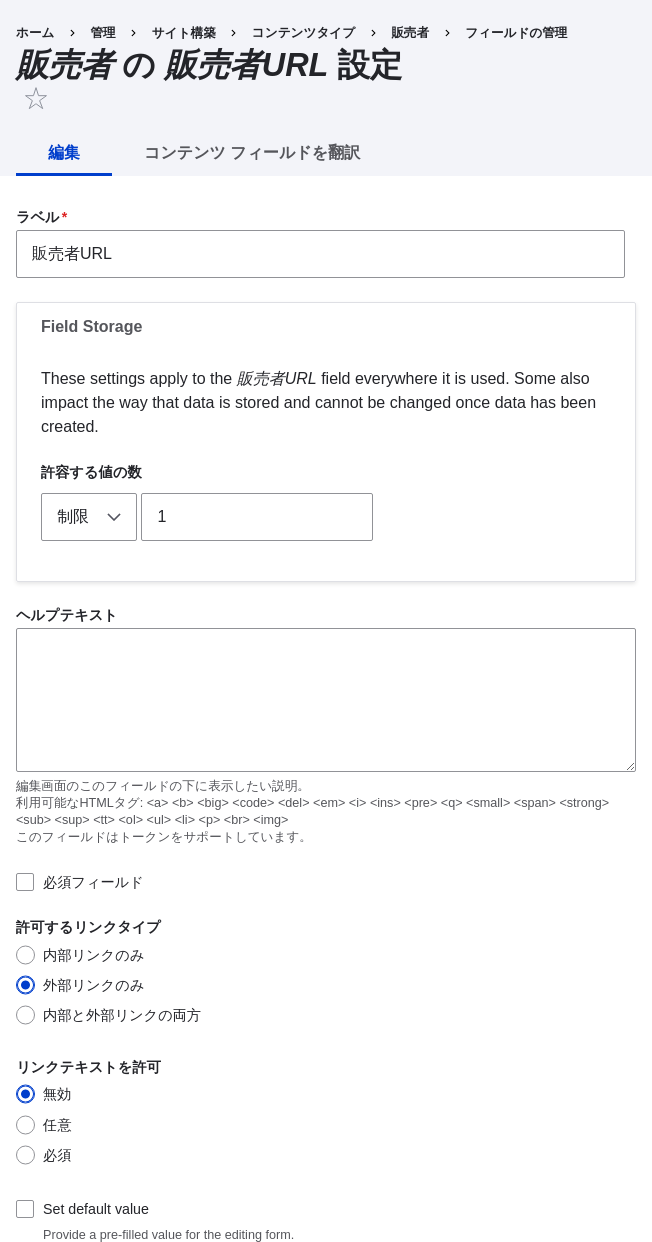 ホーム › 管理 › サイト構築 › コンテンツタイプ › 販売者 › フィールドの管理
販売者 の 販売者URL 設定
編集 コンテンツ フィールドを翻訳
ラベル*
販売者URL
Field Storage
These settings apply to the 販売者URL field everywhere it is used. Some also
impact the way that data is stored and cannot be changed once data has been
created.
許容する値の数
制限 1
ヘルプテキスト
編集画面のこのフィールドの下に表示したい説明。
利用可能なHTMLタグ: <a> <b> <big> <code> <del> <em> <i> <ins> <pre> <q> <small> <span> <strong>
<sub> <sup> <tt> <ol> <ul> <li> <p> <br> <img>
このフィールドはトークンをサポートしています。
必須フィールド
許可するリンクタイプ
内部リンクのみ
外部リンクのみ
内部と外部リンクの両方
リンクテキストを許可
無効
任意
必須
Set default value
Provide a pre-filled value for the editing form.